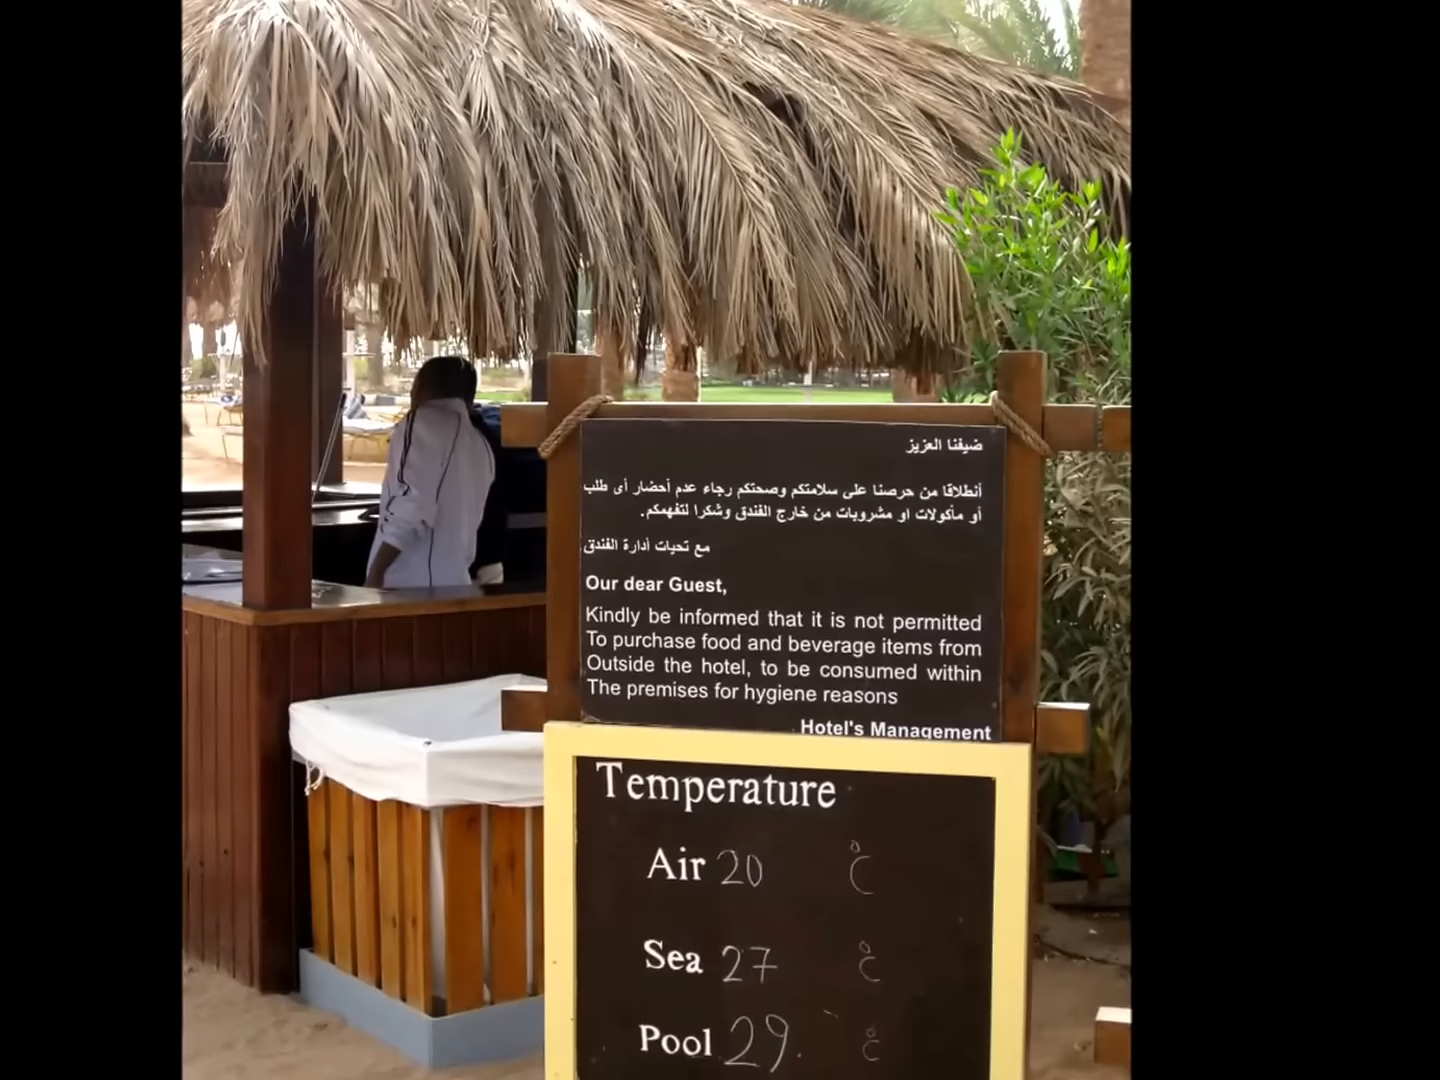 ضيفنا العزيز
أنطلاقا من حرصنا على سلامتكم وصحتكم رجاء عدم أحضار أى طلب
أو مأكولات او مشروبات من خارج الفندق وشكرا لتفهمكم.
مع تحيات أدارة الفندق
Our dear Guest,
Kindly be informed that it is not permitted
To purchase food and beverage items from
Outside the hotel, to be consumed within
The premises for hygiene reasons
Hotel's Management
Temperature
Air 20 °C
Sea 27 °C
Pool 29. °C